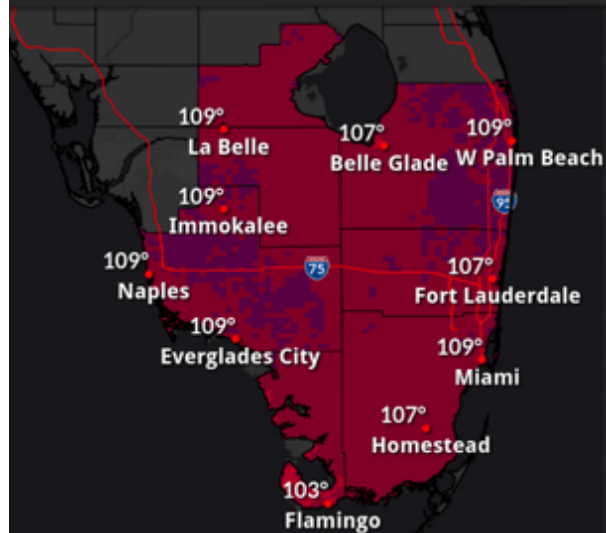 109°
La Belle
107°
Belle Glade
109°
W Palm Beach
109°
Immokalee
95
109°
Naples
75
107°
Fort Lauderdale
109°
Everglades City
109°
Miami
107°
Homestead
103°
Flamingo